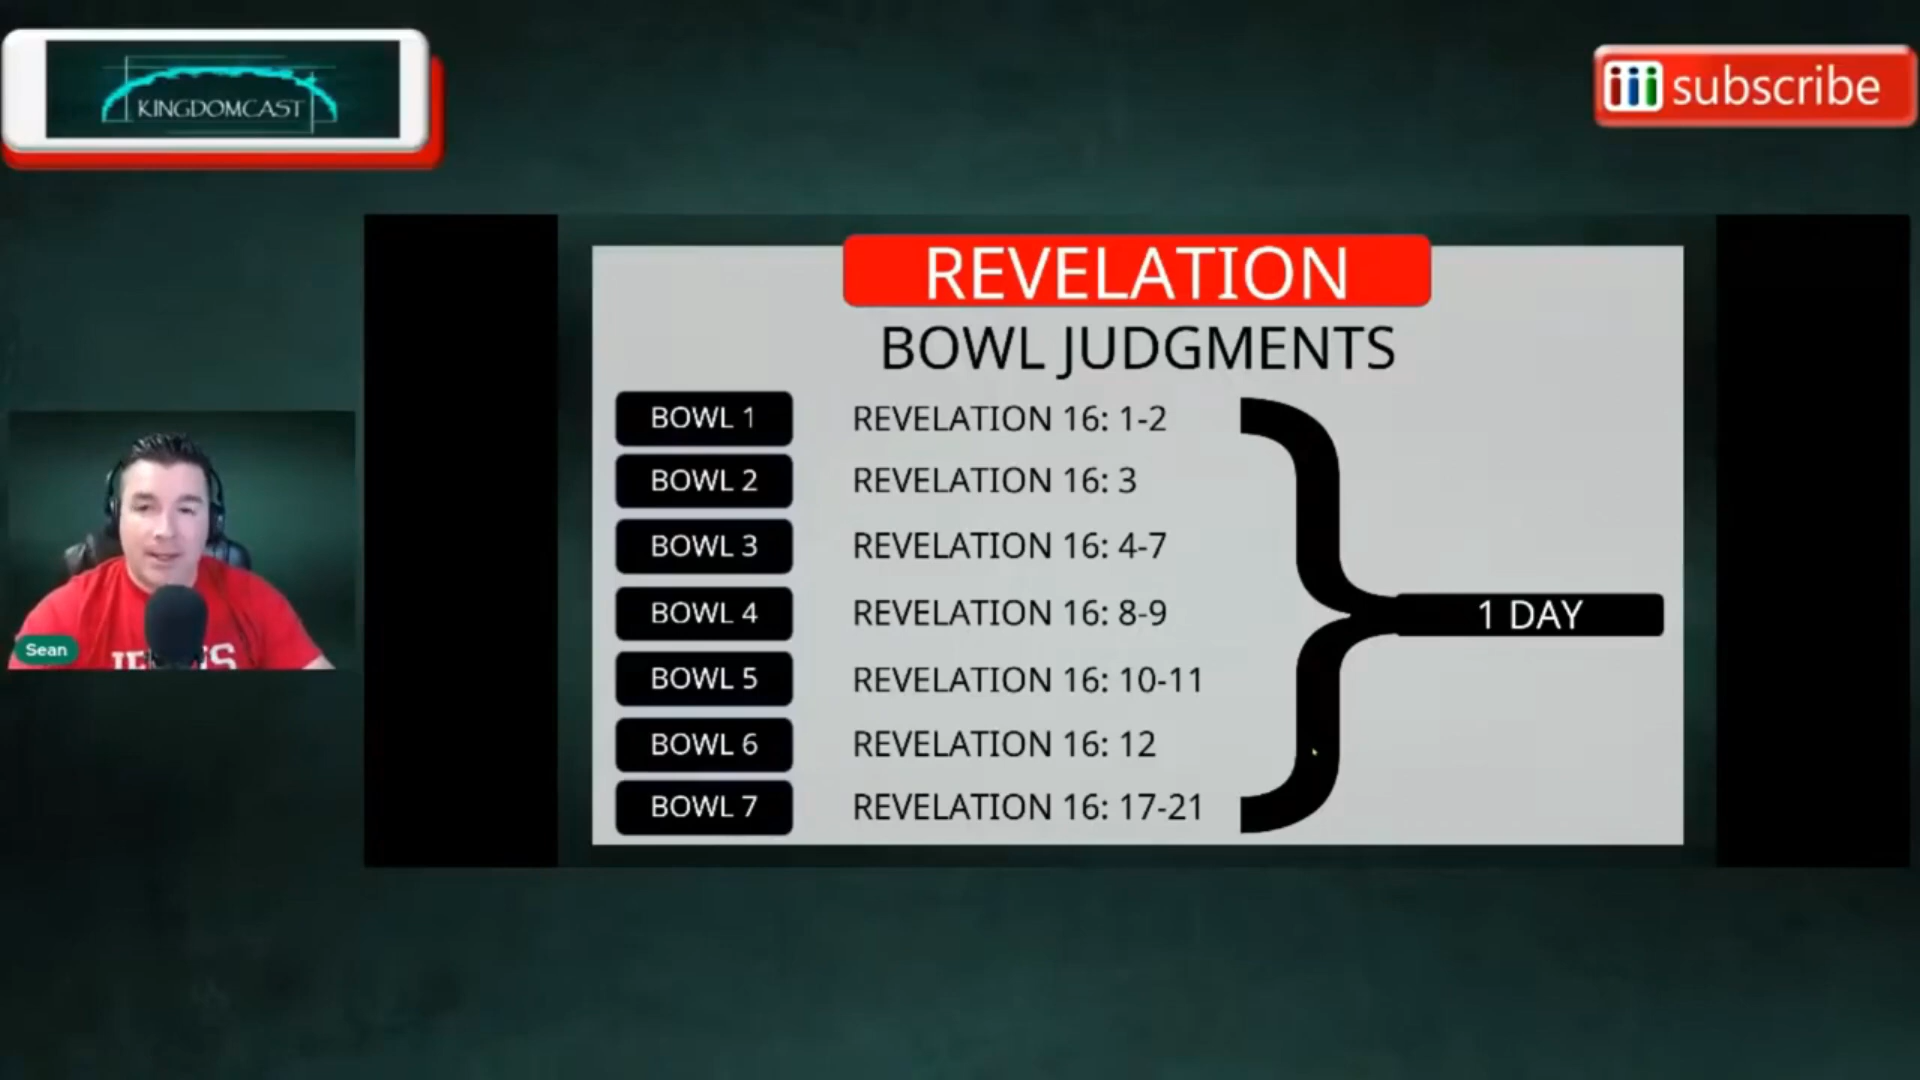 KINGDOMCAST
subscribe
REVELATION
BOWL JUDGMENTS
BOWL 1 REVELATION 16: 1-2
BOWL 2 REVELATION 16: 3
BOWL 3 REVELATION 16: 4-7
BOWL 4 REVELATION 16: 8-9
BOWL 5 REVELATION 16: 10-11
BOWL 6 REVELATION 16: 12
BOWL 7 REVELATION 16: 17-21
1 DAY
Sean